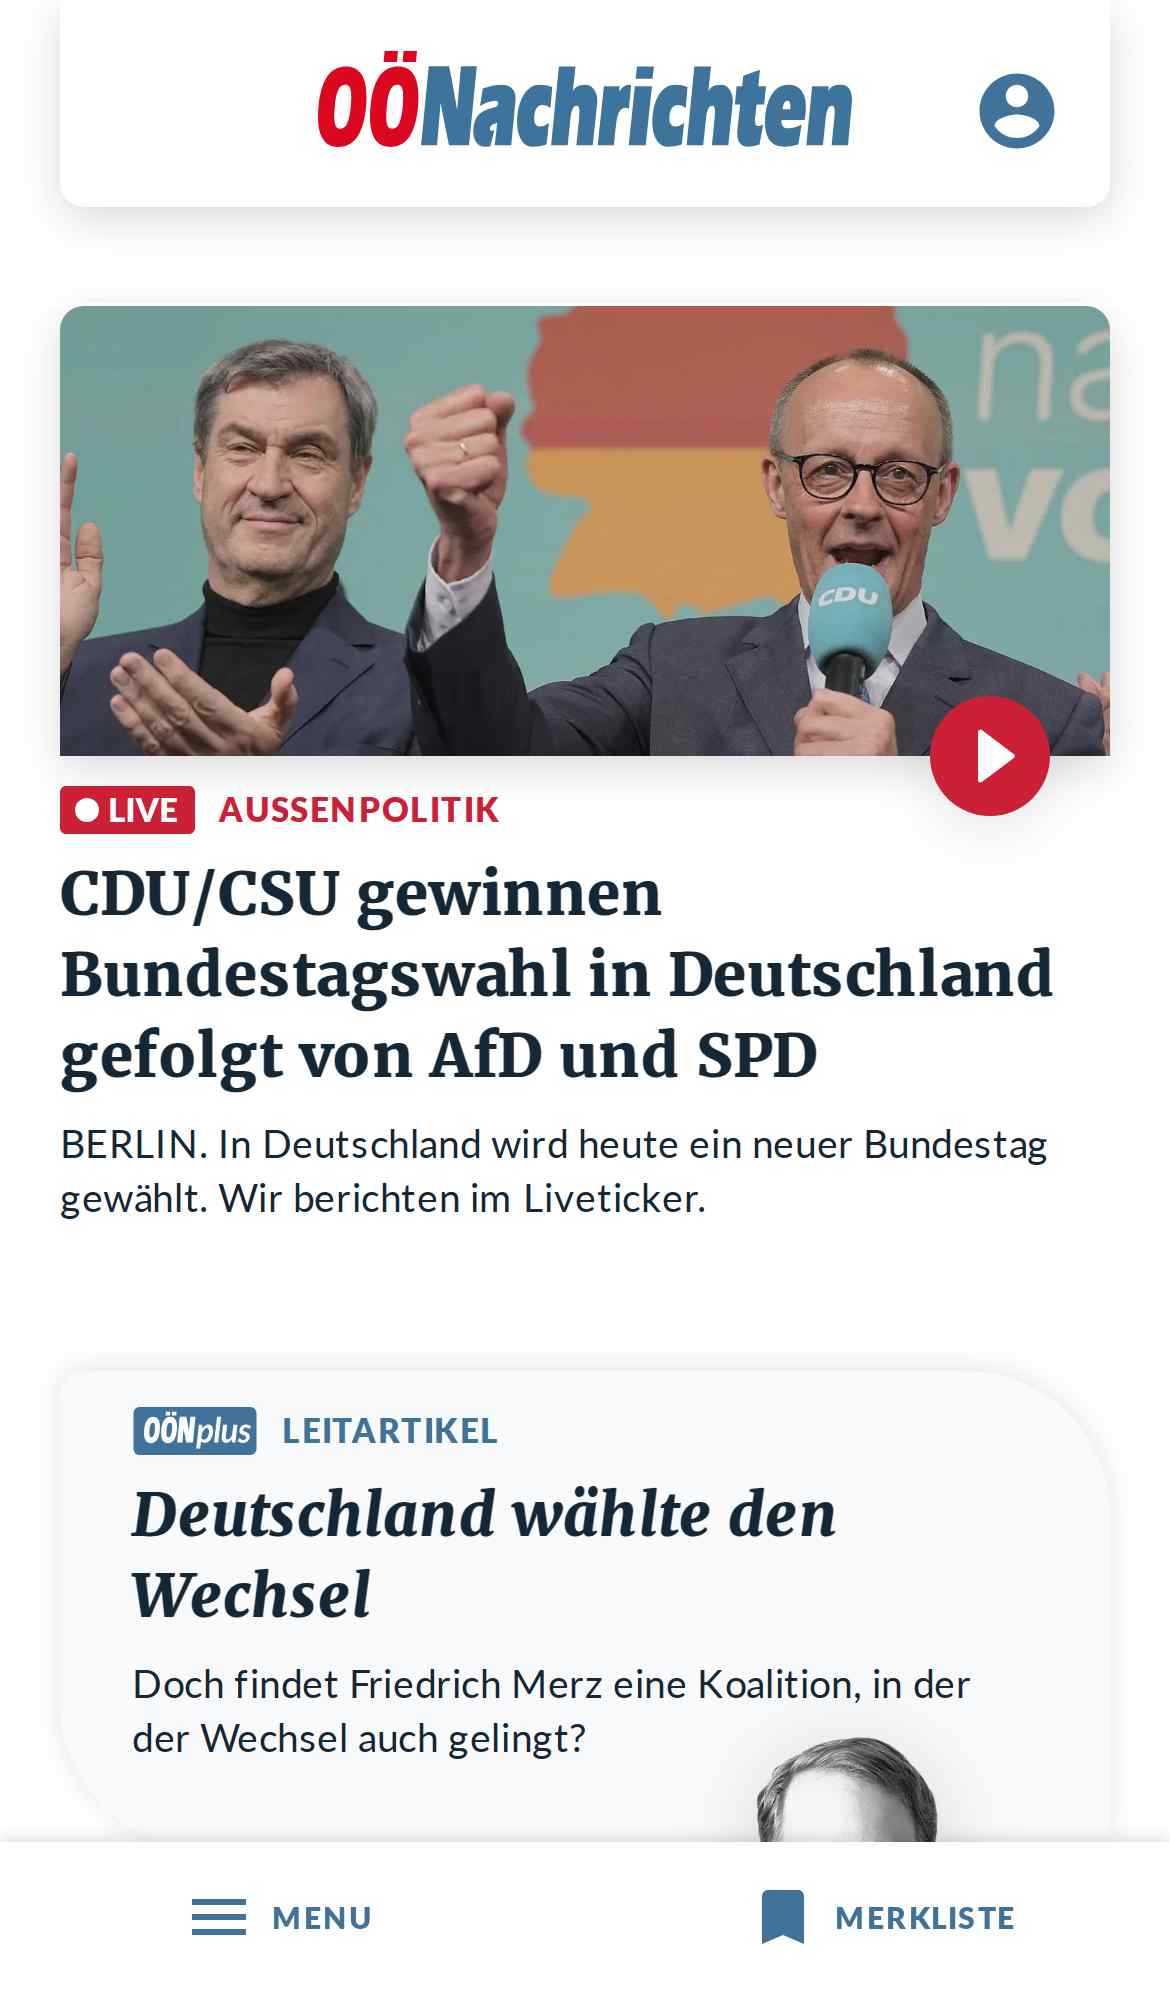 OÖNachrichten
na
vo
CDU
LIVE AUSSENPOLITIK
CDU/CSU gewinnen
Bundestagswahl in Deutschland
gefolgt von AfD und SPD
BERLIN. In Deutschland wird heute ein neuer Bundestag
gewählt. Wir berichten im Liveticker.
OÖNplus LEITARTIKEL
Deutschland wählte den
Wechsel
Doch findet Friedrich Merz eine Koalition, in der
der Wechsel auch gelingt?
MENU MERKLISTE